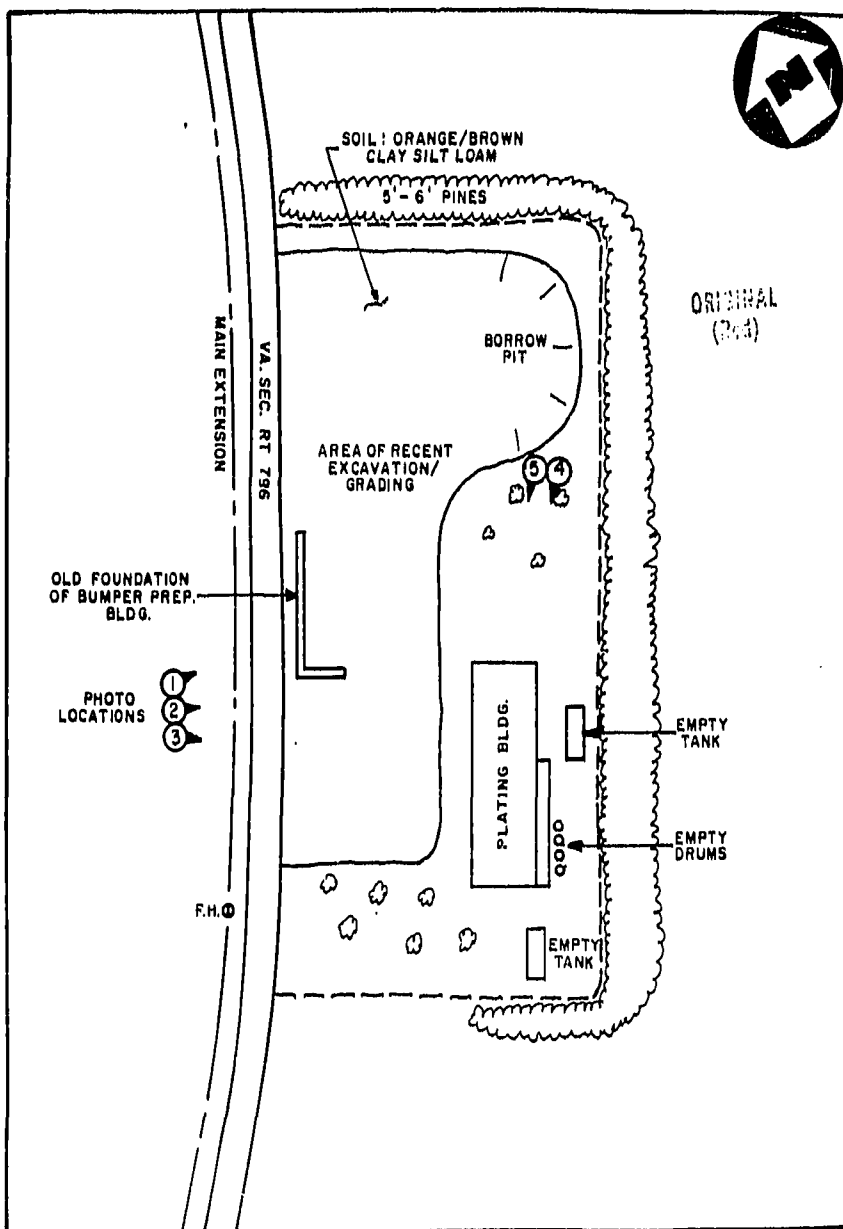 N
SOIL: ORANGE/BROWN
CLAY SILT LOAM
5'-6' PINES
ORIGINAL
(Red)
BORROW
PIT
MAIN EXTENSION
VA. SEC. RT 796
AREA OF RECENT
EXCAVATION/
GRADING
5 4
OLD FOUNDATION
OF BUMPER PREP.
BLDG.
1
PHOTO
LOCATIONS
2
3
PLATING BLDG.
EMPTY
TANK
EMPTY
DRUMS
F.H.
EMPTY
TANK